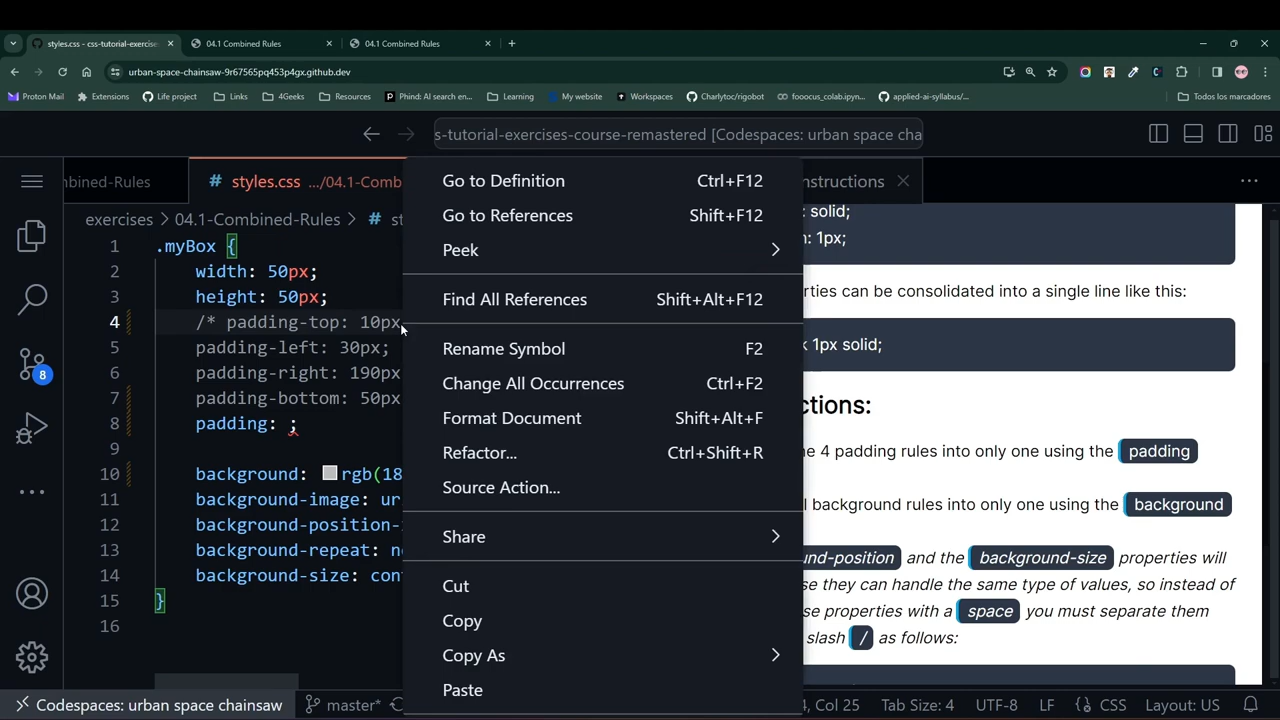 styles.css - css-tutorial-exercise
04.1 Combined Rules
04.1 Combined Rules
urban-space-chainsaw-9r67565pq453p4gx.github.dev
Proton Mail
Extensions
Life project
Links
4Geeks
Resources
Phind: AI search en...
Learning
My website
Workspaces
Charlytoc/rigobot
fooocus_colab.ipyn...
applied-ai-syllabus/...
Todos los marcadores
s-tutorial-exercises-course-remastered [Codespaces: urban space cha
mbined-Rules
# styles.css .../04.1-Comb
nstructions
exercises > 04.1-Combined-Rules > # st
1 .myBox {
2 width: 50px;
3 height: 50px;
4 /* padding-top: 10px
5 padding-left: 30px;
6 padding-right: 190px
7 padding-bottom: 50px
8 padding: ;
9
10 background: rgb(18
11 background-image: ur
12 background-position-
13 background-repeat: n
14 background-size: con
15 }
16
Go to Definition Ctrl+F12
Go to References Shift+F12
Peek
Find All References Shift+Alt+F12
Rename Symbol F2
Change All Occurrences Ctrl+F2
Format Document Shift+Alt+F
Refactor... Ctrl+Shift+R
Source Action...
Share
Cut
Copy
Copy As
Paste
: solid;
: 1px;
rties can be consolidated into a single line like this:
k 1px solid;
ctions:
e 4 padding rules into only one using the padding
l background rules into only one using the background
und-position and the background-size properties will
se they can handle the same type of values, so instead of
se properties with a space you must separate them
slash / as follows:
8
Codespaces: urban space chainsaw
master*
4, Col 25
Tab Size: 4
UTF-8
LF
{} CSS
Layout: US